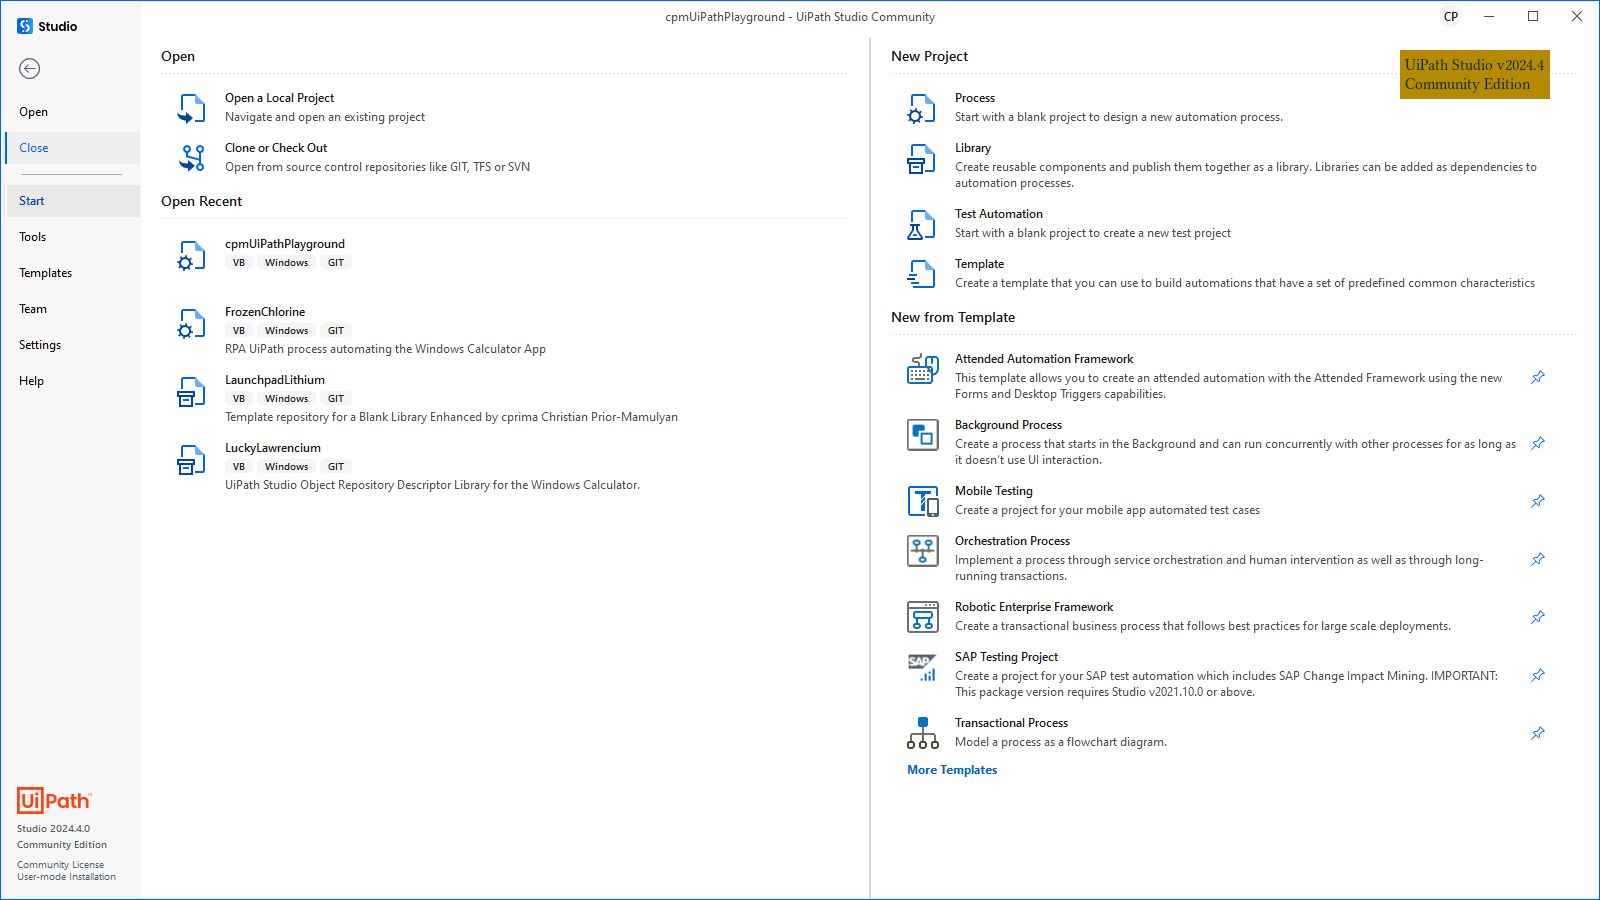 Studio
cpmUiPathPlayground - UiPath Studio Community
CP
Open
Close
Start
Tools
Templates
Team
Settings
Help
UiPath™
Studio 2024.4.0
Community Edition
Community License
User-mode Installation
Open
Open a Local Project
Navigate and open an existing project
Clone or Check Out
Open from source control repositories like GIT, TFS or SVN
Open Recent
cpmUiPathPlayground
VB Windows GIT
FrozenChlorine
VB Windows GIT
RPA UiPath process automating the Windows Calculator App
LaunchpadLithium
VB Windows GIT
Template repository for a Blank Library Enhanced by cprima Christian Prior-Mamulyan
LuckyLawrencium
VB Windows GIT
UiPath Studio Object Repository Descriptor Library for the Windows Calculator.
New Project
UiPath Studio v2024.4
Community Edition
Process
Start with a blank project to design a new automation process.
Library
Create reusable components and publish them together as a library. Libraries can be added as dependencies to
automation processes.
Test Automation
Start with a blank project to create a new test project
Template
Create a template that you can use to build automations that have a set of predefined common characteristics
New from Template
Attended Automation Framework
This template allows you to create an attended automation with the Attended Framework using the new
Forms and Desktop Triggers capabilities.
Background Process
Create a process that starts in the Background and can run concurrently with other processes for as long as
it doesn't use UI interaction.
Mobile Testing
Create a project for your mobile app automated test cases
Orchestration Process
Implement a process through service orchestration and human intervention as well as through long-
running transactions.
Robotic Enterprise Framework
Create a transactional business process that follows best practices for large scale deployments.
SAP
SAP Testing Project
Create a project for your SAP test automation which includes SAP Change Impact Mining. IMPORTANT:
This package version requires Studio v2021.10.0 or above.
Transactional Process
Model a process as a flowchart diagram.
More Templates